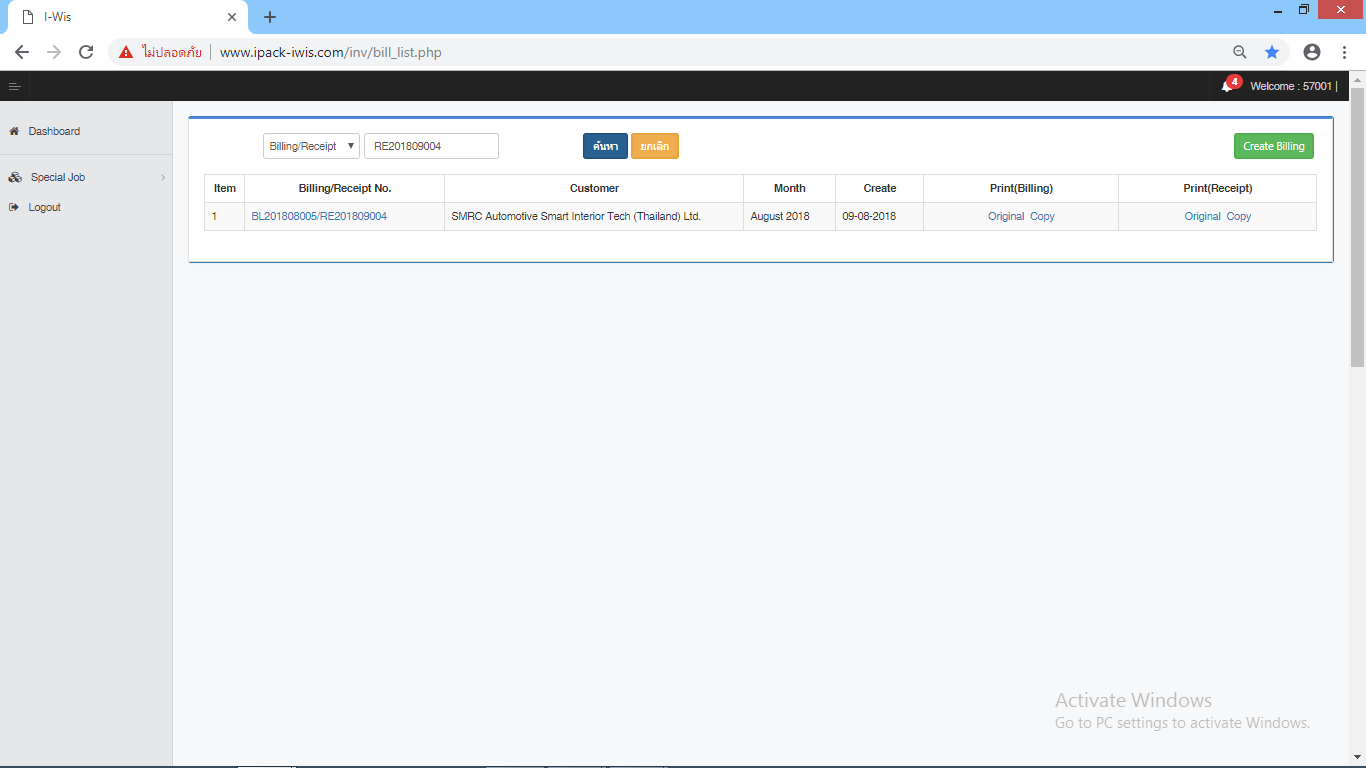 I-Wis
ไม่ปลอดภัย www.ipack-iwis.com/inv/bill_list.php
4 Welcome : 57001 |
Dashboard
Special Job
Logout
Billing/Receipt RE201809004 ค้นหา ยกเลิก Create Billing
Item Billing/Receipt No. Customer Month Create Print(Billing) Print(Receipt)
1 BL201808005/RE201809004 SMRC Automotive Smart Interior Tech (Thailand) Ltd. August 2018 09-08-2018 Original Copy Original Copy
Activate Windows
Go to PC settings to activate Windows.